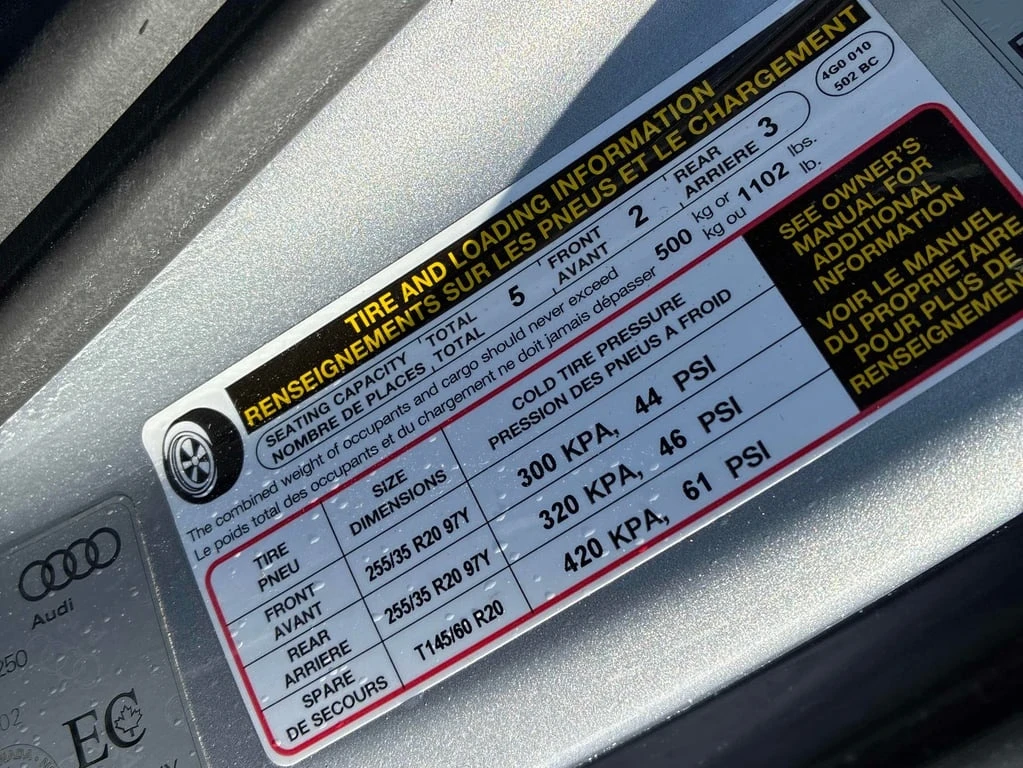 TIRE AND LOADING INFORMATION
RENSEIGNEMENTS SUR LES PNEUS ET LE CHARGEMENT
4G0 010
502 BC
SEATING CAPACITY TOTAL 5 FRONT 2 REAR 3
NOMBRE DE PLACES TOTAL AVANT ARRIERE
The combined weight of occupants and cargo should never exceed 500 kg or 1102 lbs.
Le poids total des occupants et du chargement ne doit jamais dépasser kg ou lb.
TIRE SIZE COLD TIRE PRESSURE
PNEU DIMENSIONS PRESSION DES PNEUS A FROID
FRONT 255/35 R20 97Y 300 KPA, 44 PSI
AVANT
REAR 255/35 R20 97Y 320 KPA, 46 PSI
ARRIERE
SPARE T145/60 R20 420 KPA, 61 PSI
DE SECOURS
SEE OWNER'S
MANUAL FOR
ADDITIONAL
INFORMATION
VOIR LE MANUEL
DU PROPRIETAIRE
POUR PLUS DE
Audi
250
02
EC